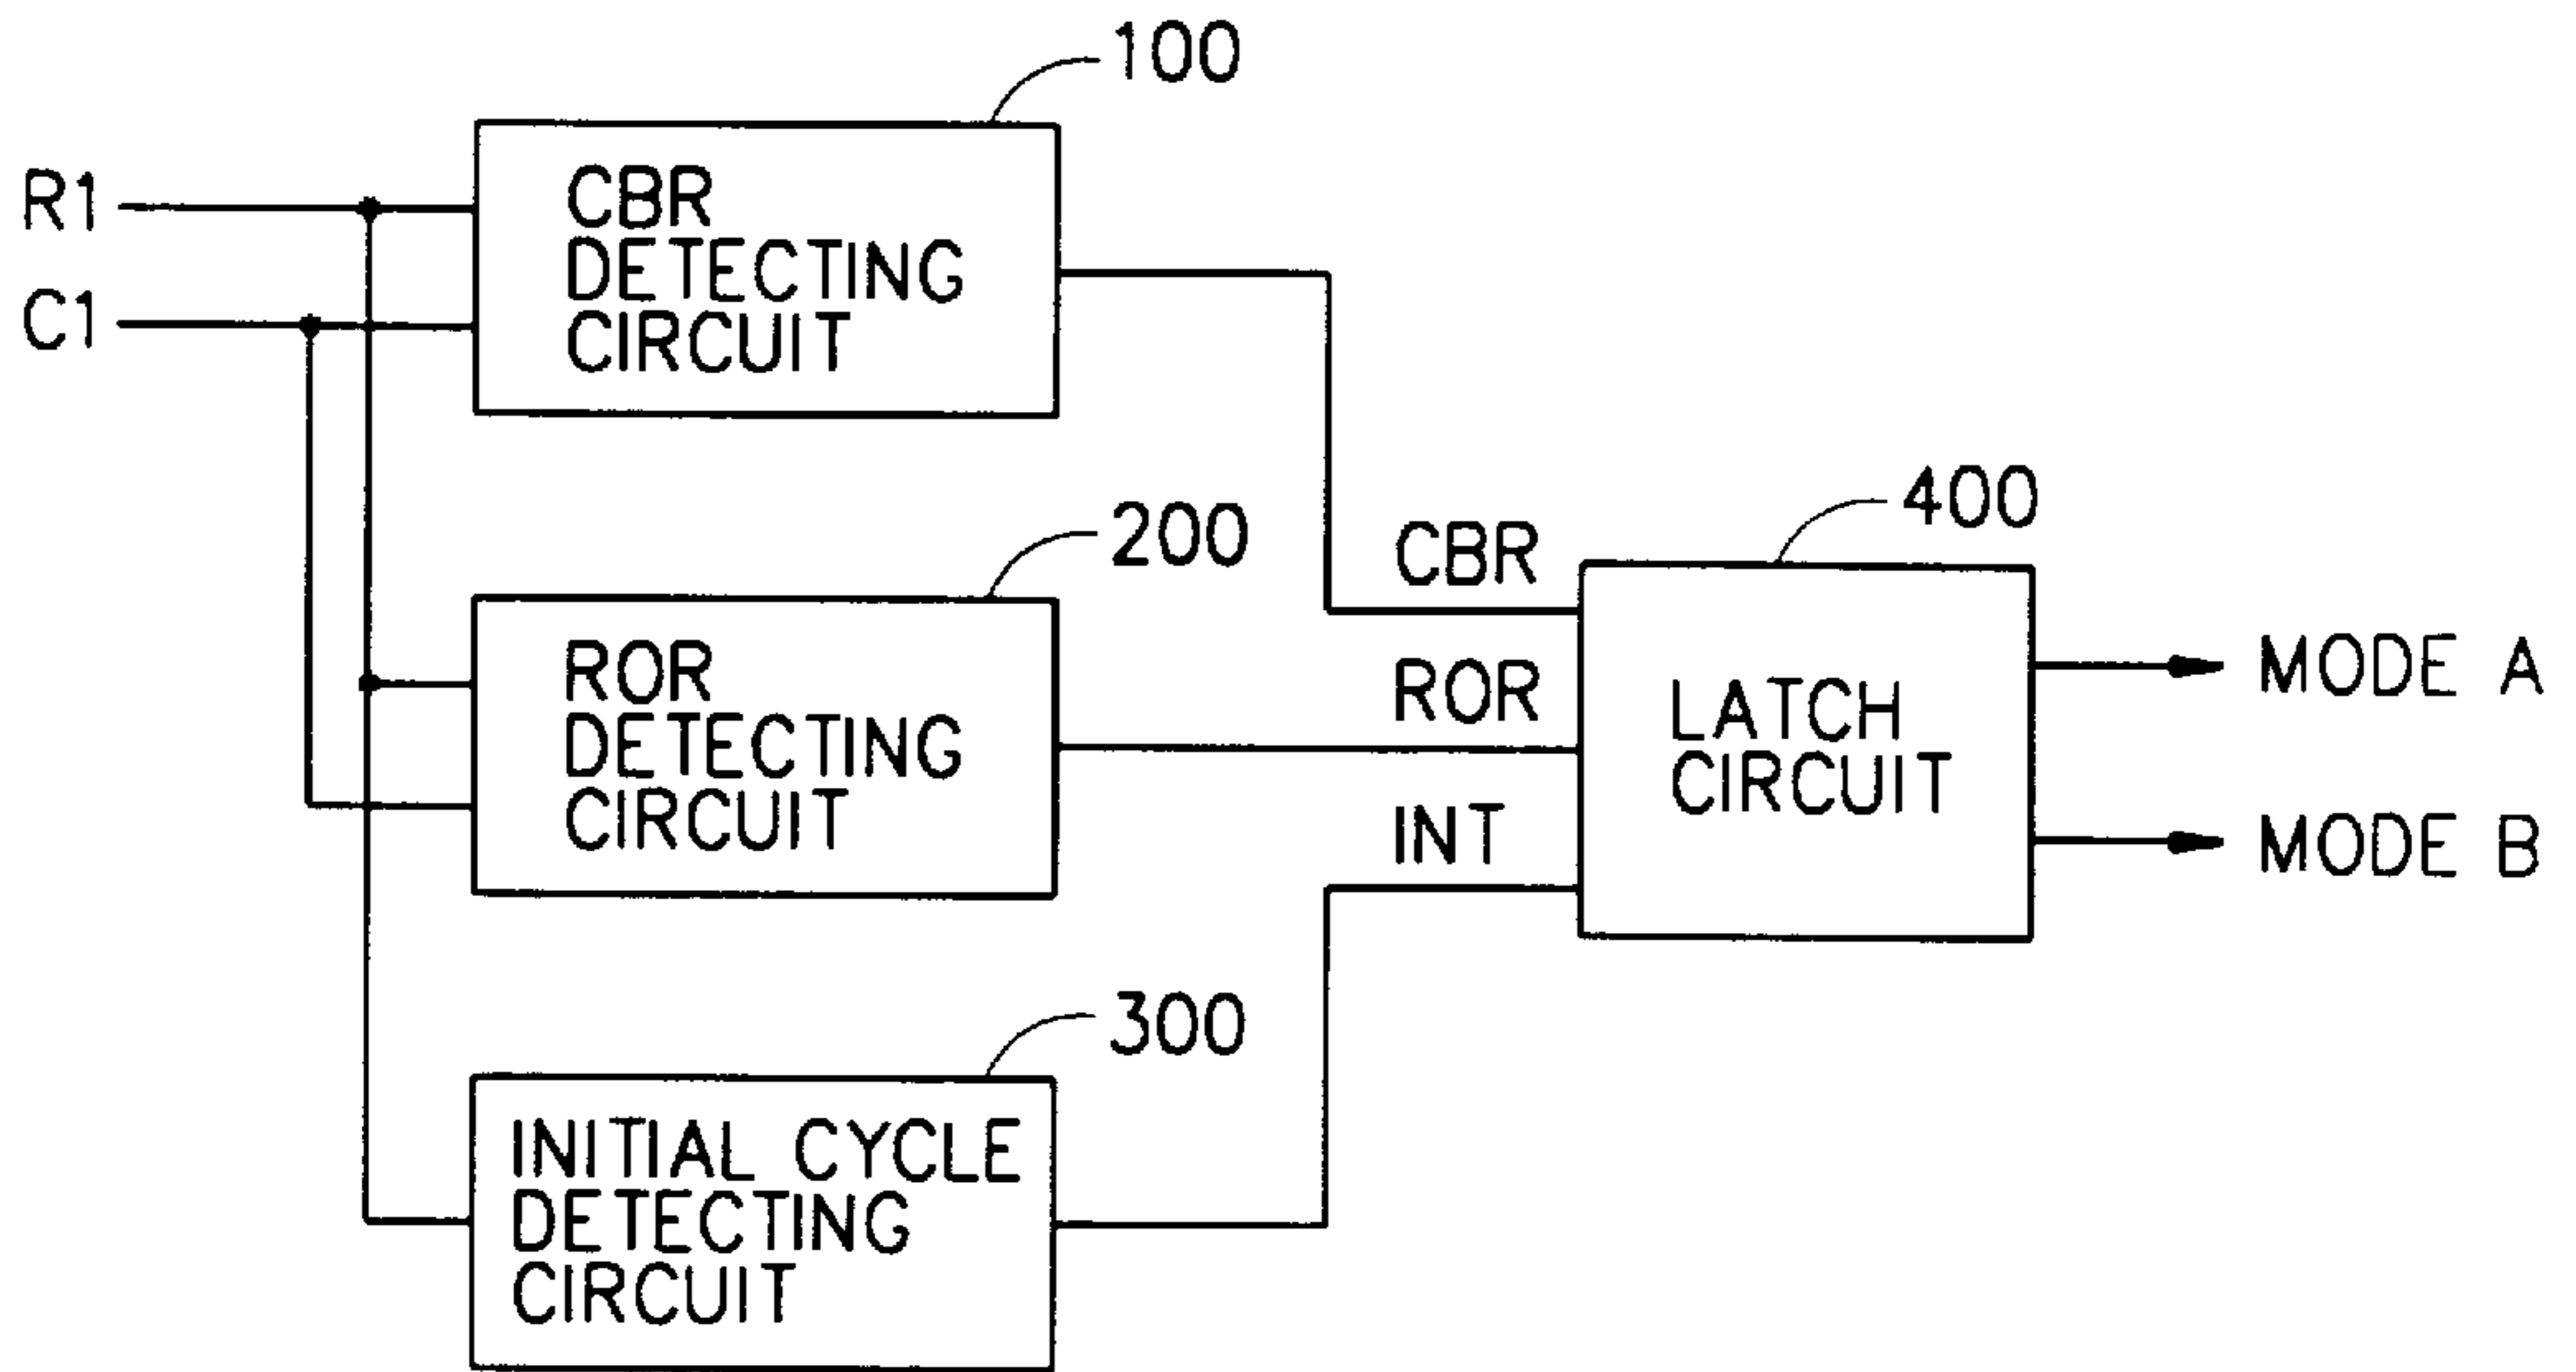 100
R1
C1
CBR
DETECTING
CIRCUIT
200
ROR
DETECTING
CIRCUIT
300
INITIAL CYCLE
DETECTING
CIRCUIT
CBR
ROR
INT
400
LATCH
CIRCUIT
MODE A
MODE B